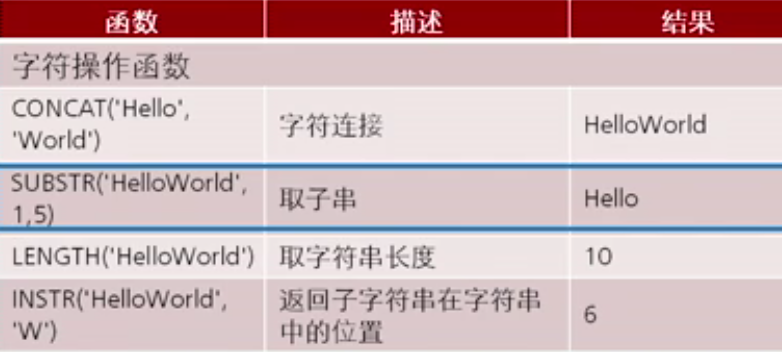 函数 描述 结果
字符操作函数
CONCAT('Hello',
'World') 字符连接 HelloWorld
SUBSTR('HelloWorld',
1,5) 取子串 Hello
LENGTH('HelloWorld') 取字符串长度 10
INSTR('HelloWorld',
'W') 返回子字符串在字符串
中的位置 6